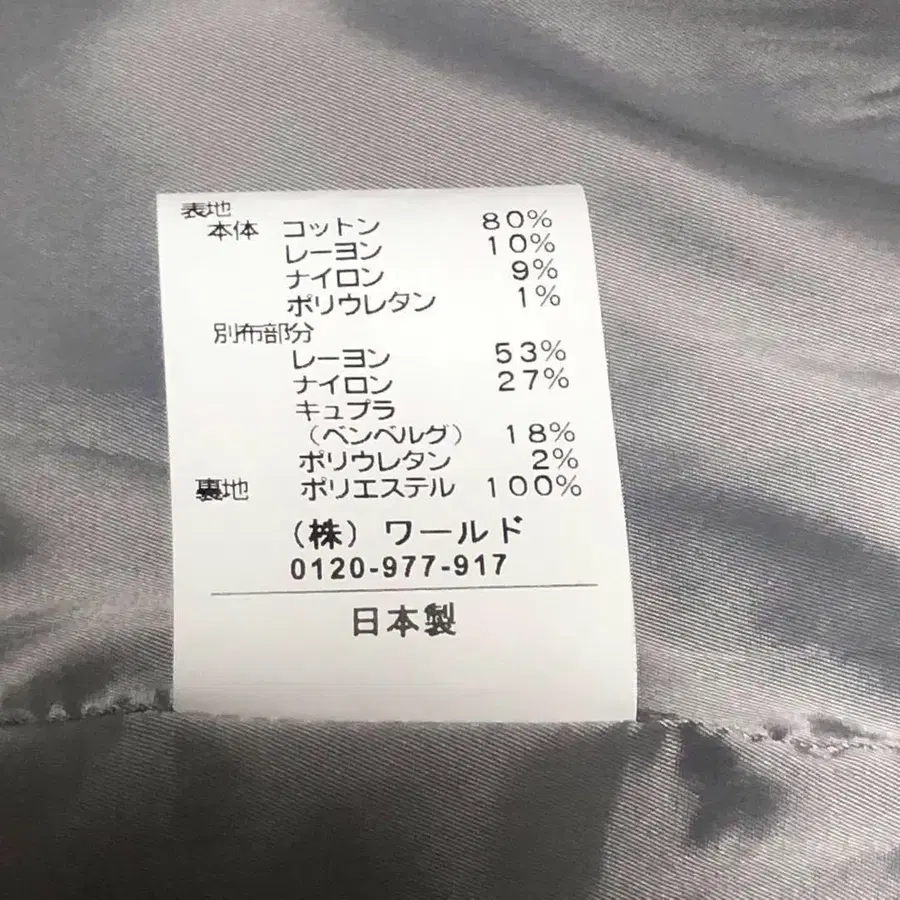 表地
本体 コットン 80%
レーヨン 10%
ナイロン 9%
ポリウレタン 1%
別布部分
レーヨン 53%
ナイロン 27%
キュプラ
（ベンベルグ） 18%
ポリウレタン 2%
裏地 ポリエステル 100%
（株）ワールド
0120-977-917
日本製